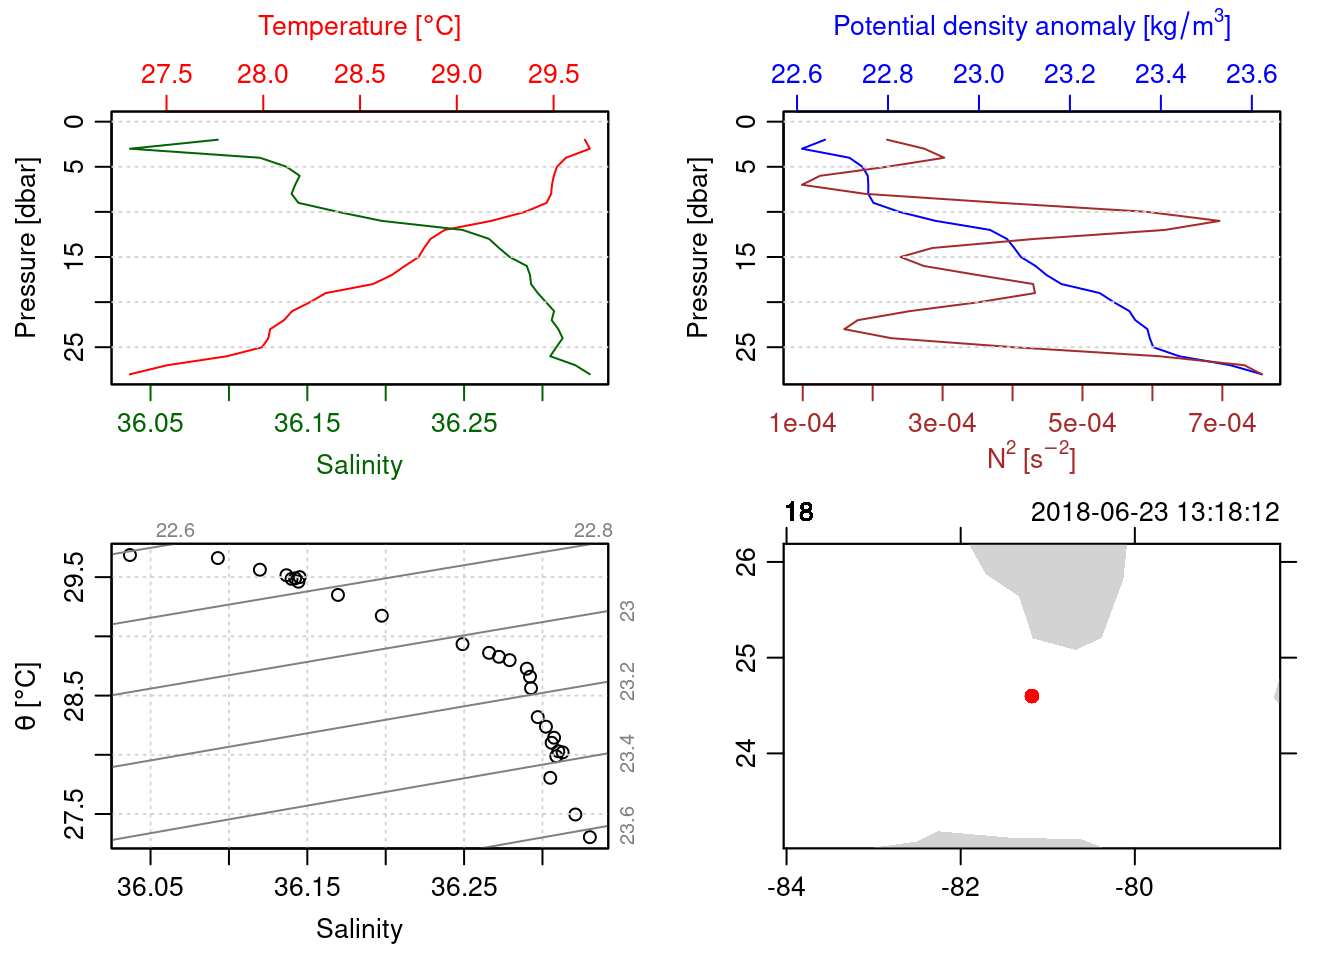 Temperature [°C]
27.5 28.0 28.5 29.0 29.5
Pressure [dbar]
0
5
15
25
36.05 36.15 36.25
Salinity
Potential density anomaly [kg/m³]
22.6 22.8 23.0 23.2 23.4 23.6
Pressure [dbar]
0
5
15
25
1e-04 3e-04 5e-04 7e-04
N² [s⁻²]
22.6 22.8
θ [°C]
29.5
28.5
27.5
23
23.2
23.4
23.6
36.05 36.15 36.25
Salinity
18 2018-06-23 13:18:12
26
25
24
-84 -82 -80